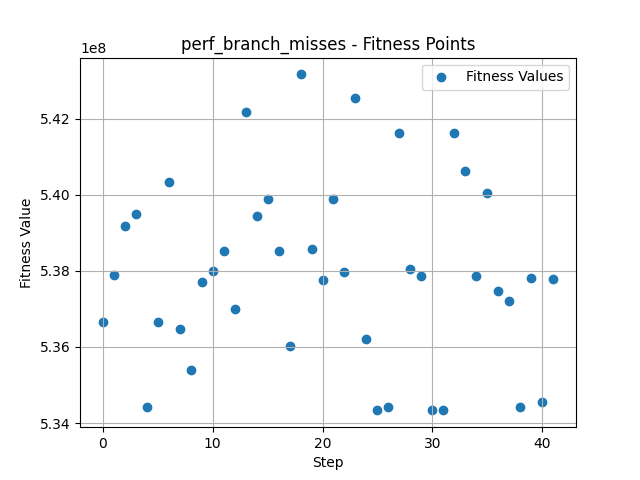 perf_branch_misses - Fitness Points
1e8
Fitness Values
5.42
5.40
5.38
5.36
5.34
Fitness Value
0 10 20 30 40
Step